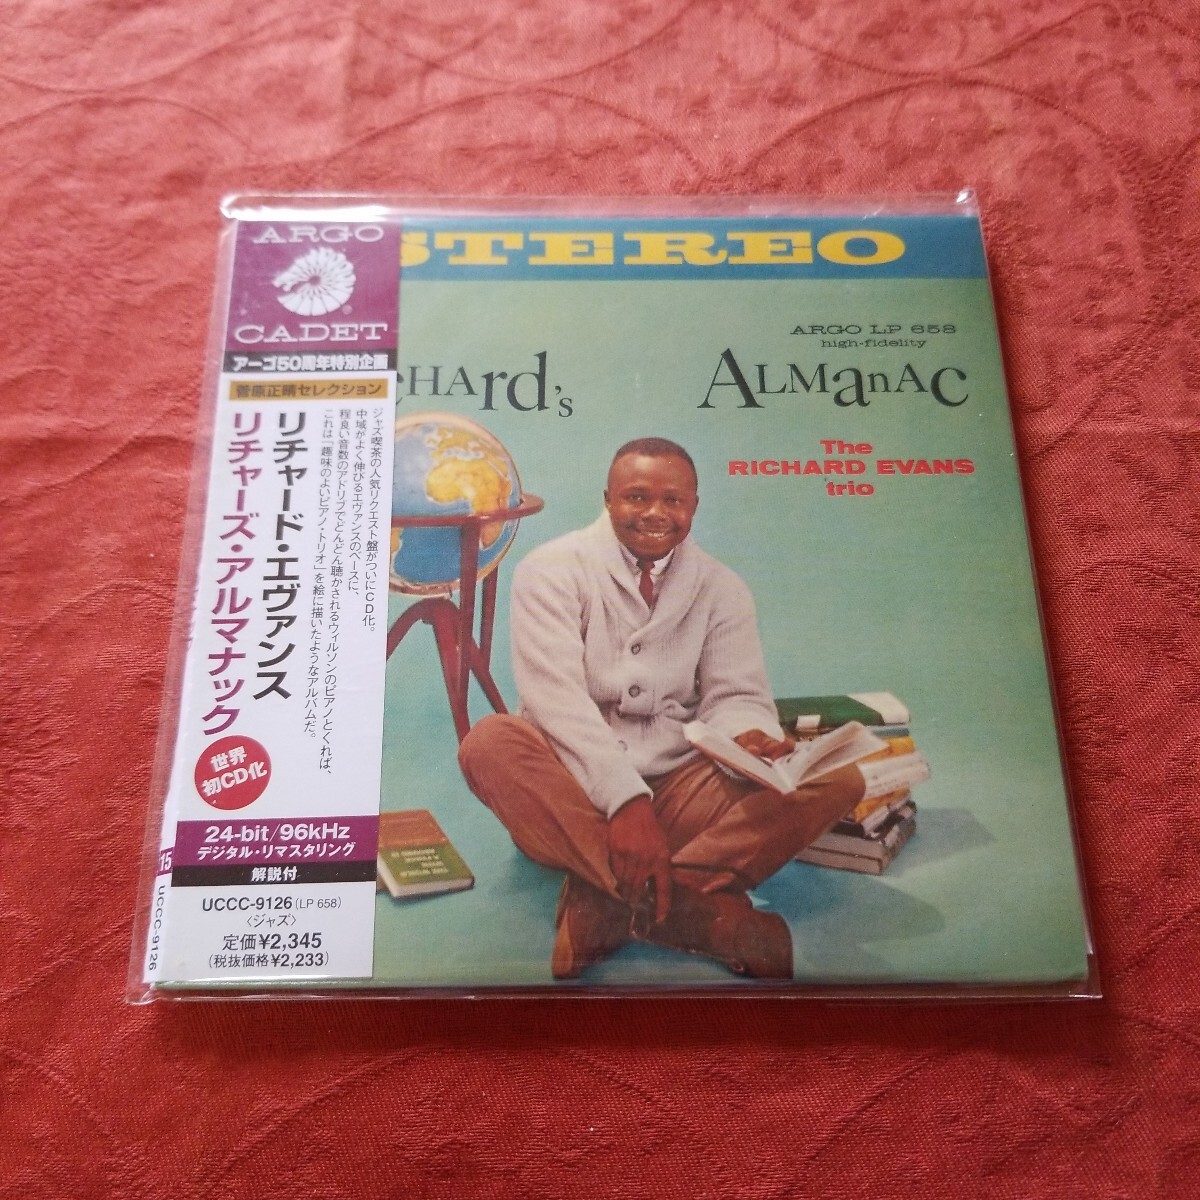 ARGO
CADET
アーゴ50周年特別企画
菅原正晴セレクション
ジャズ喫茶の人気リクエスト盤がついにCD化。
中域がよく伸びるエヴァンスのベースに、
程良い音数のアドリブでどんどん聴かされるウィルソンのピアノとくれば、
これは「趣味のよいピアノ・トリオ」を絵に描いたようなアルバムだ。
リチャード・エヴァンス
リチャーズ・アルマナック
世界
初CD化
24-bit/96kHz
デジタル・リマスタリング
解説付
UCCC-9126(LP 658)
〈ジャズ〉
定価¥2,345
(税抜価格¥2,233)
15
UCCC-9126
STEREO
ARGO LP 658
high-fidelity
CHARD's ALMANAC
The
RICHARD EVANS
trio